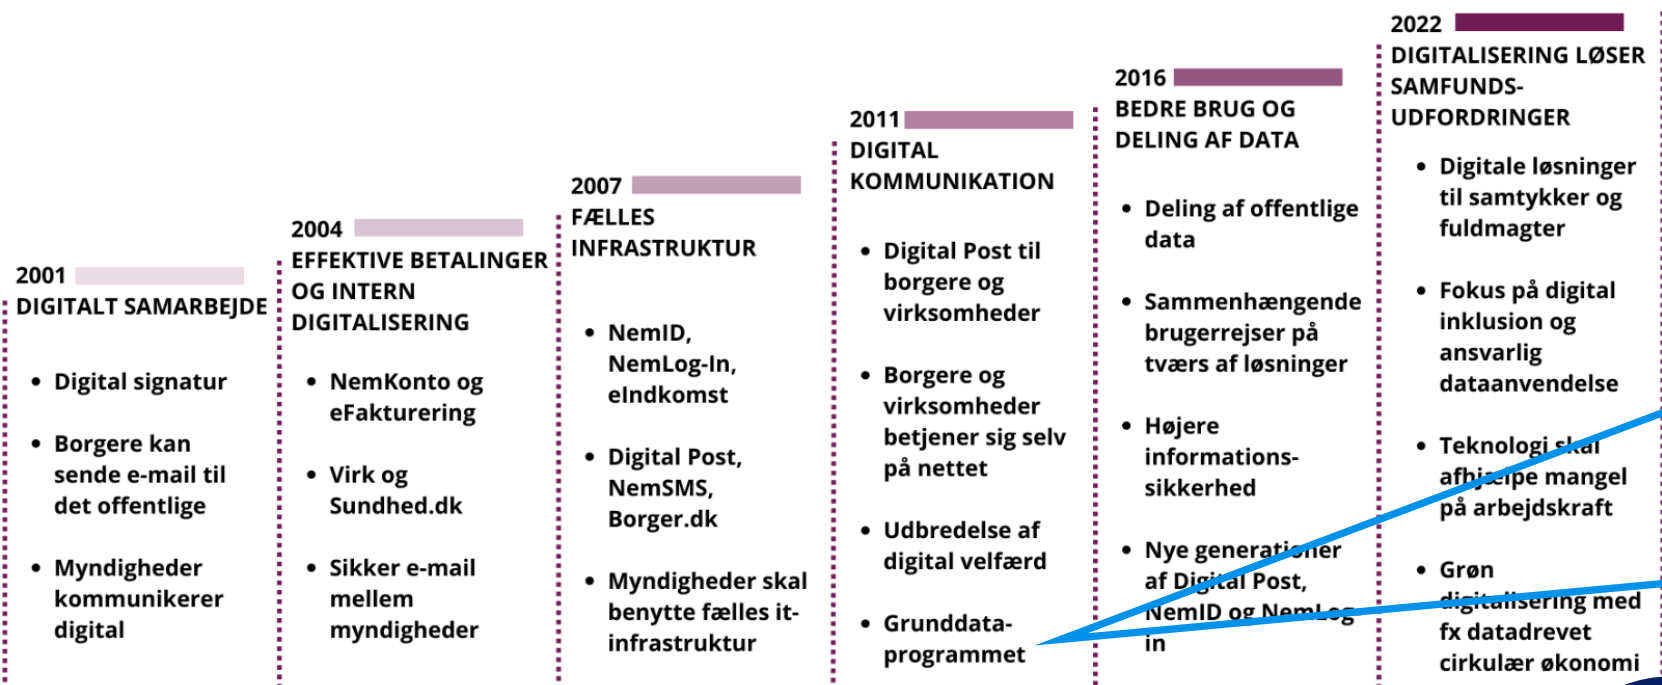 2001
DIGITALT SAMARBEJDE
Digital signatur
Borgere kan
sende e-mail til
det offentlige
Myndigheder
kommunikerer
digital
2004
EFFEKTIVE BETALINGER
OG INTERN
DIGITALISERING
NemKonto og
eFakturering
Virk og
Sundhed.dk
Sikker e-mail
mellem
myndigheder
2007
FÆLLES
INFRASTRUKTUR
NemID,
NemLog-In,
eIndkomst
Digital Post,
NemSMS,
Borger.dk
Myndigheder skal
benytte fælles it-
infrastruktur
2011
DIGITAL
KOMMUNIKATION
Digital Post til
borgere og
virksomheder
Borgere og
virksomheder
betjener sig selv
på nettet
Udbredelse af
digital velfærd
Grunddata-
programmet
2016
BEDRE BRUG OG
DELING AF DATA
Deling af offentlige
data
Sammenhængende
brugerrejser på
tværs af løsninger
Højere
informations-
sikkerhed
Nye generationer
af Digital Post,
NemID og NemLog-
in
2022
DIGITALISERING LØSER
SAMFUNDS-
UDFORDRINGER
Digitale løsninger
til samtykker og
fuldmagter
Fokus på digital
inklusion og
ansvarlig
dataanvendelse
Teknologi skal
afhjælpe mangel
på arbejdskraft
Grøn
digitalisering med
fx datadrevet
cirkulær økonomi